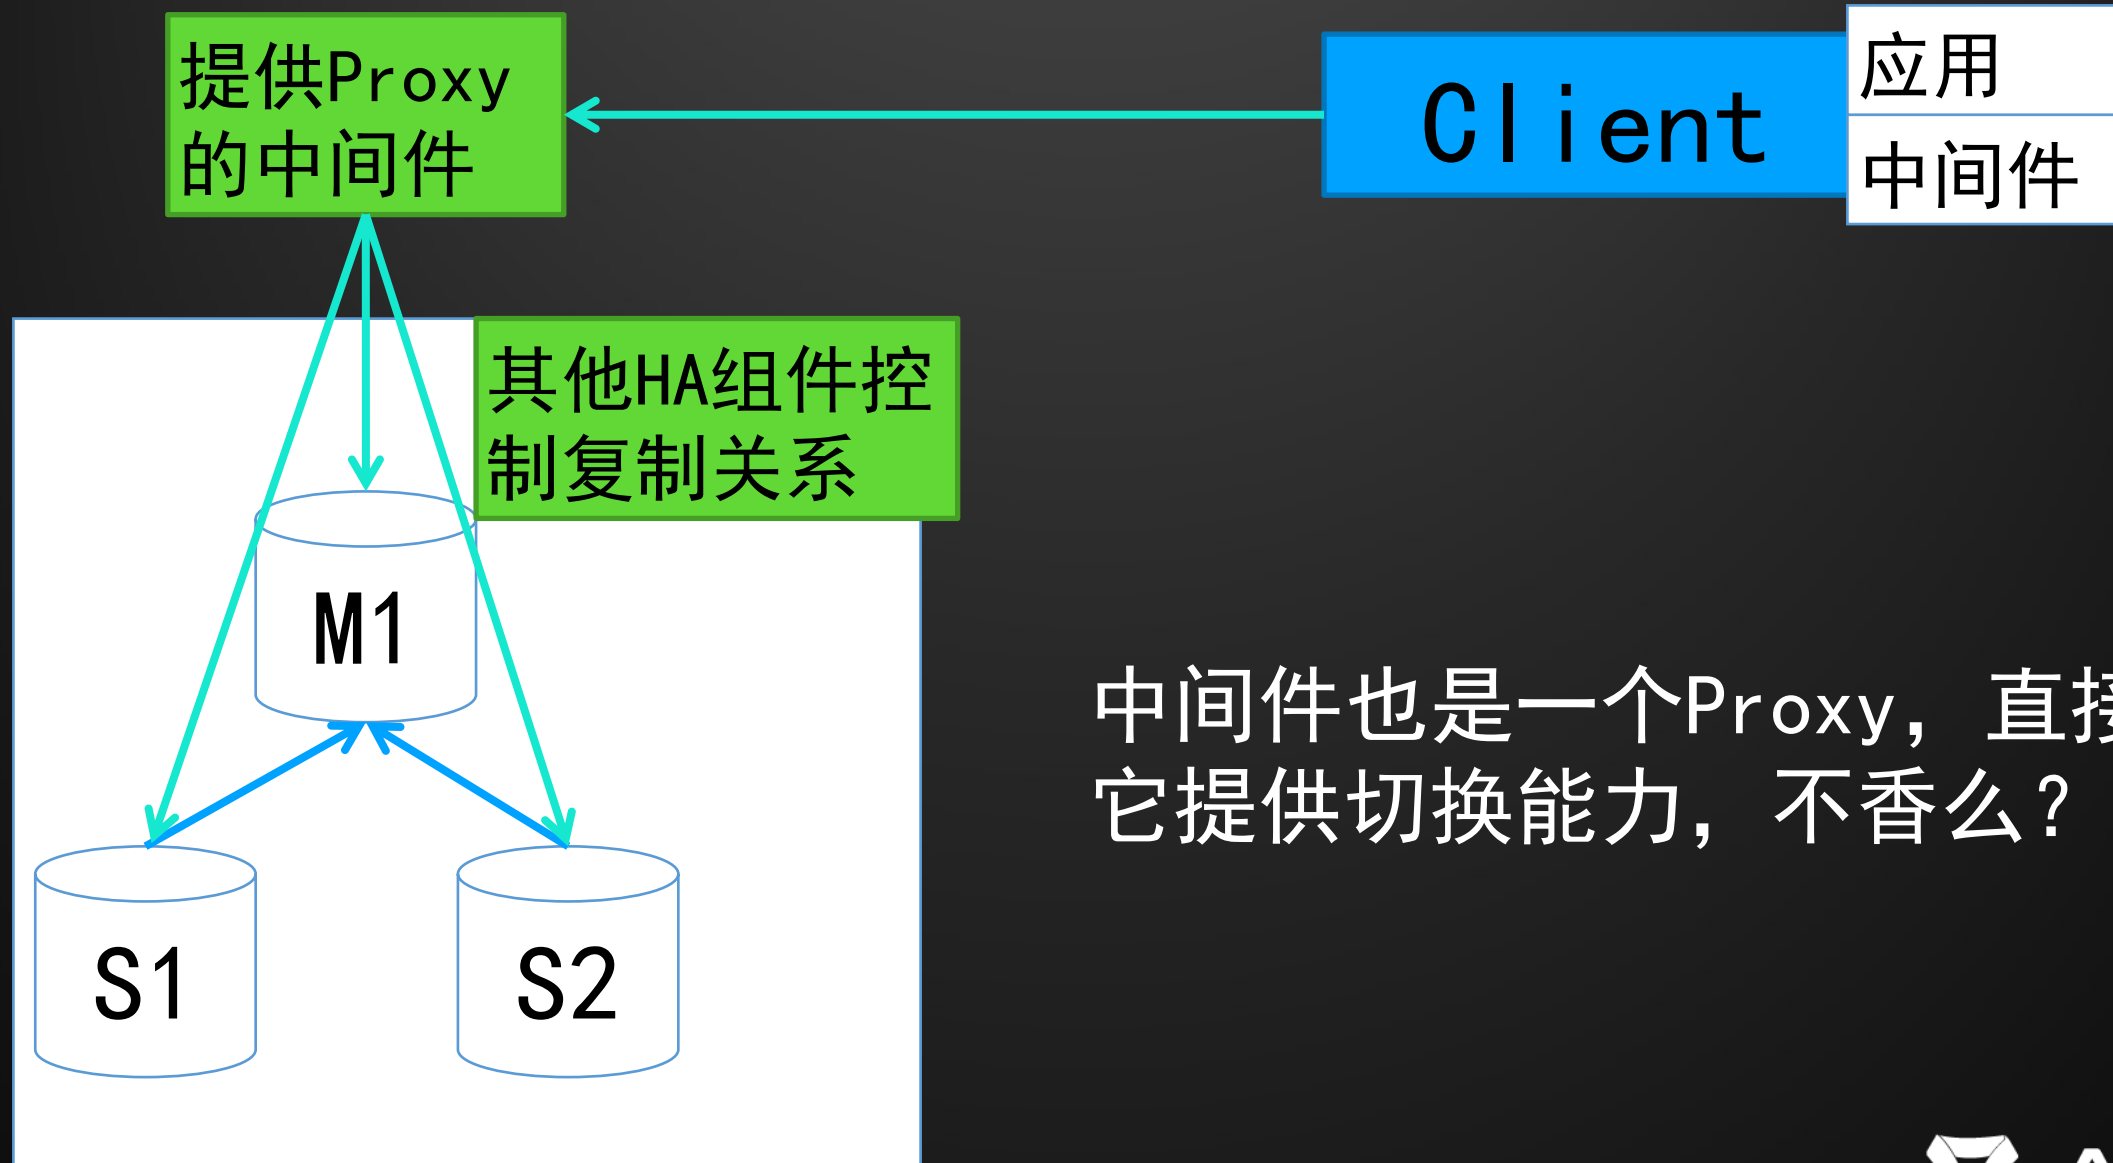 提供Proxy
的中间件
Client
应用
中间件
其他HA组件控
制复制关系
M1
S1
S2
中间件也是一个Proxy，直接
它提供切换能力，不香么？